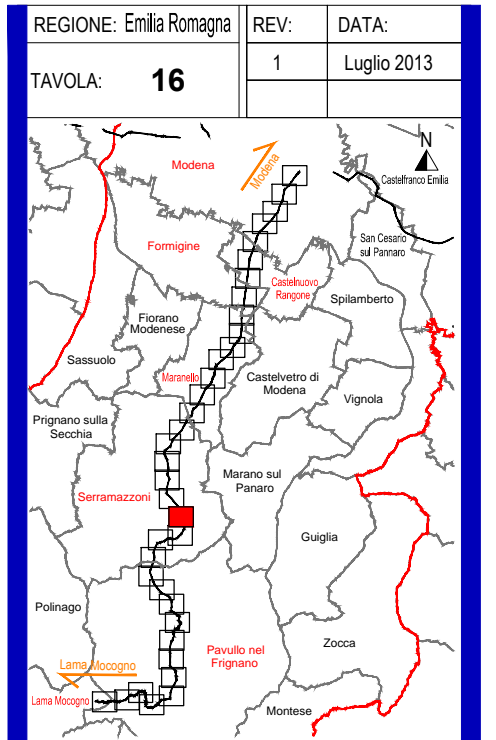 REGIONE: Emilia Romagna
REV:
DATA:
TAVOLA: 16
1
Luglio 2013
Modena
Modena
N
Castelfranco Emilia
Formigine
San Cesario
sul Pannaro
Castelnuovo
Rangone
Spilamberto
Fiorano
Modenese
Sassuolo
Maranello
Castelvetro di
Modena
Vignola
Prignano sulla
Secchia
Marano sul
Panaro
Serramazzoni
Guiglia
Polinago
Zocca
Pavullo nel
Frignano
Lama Mocogno
Lama Mocogno
Montese